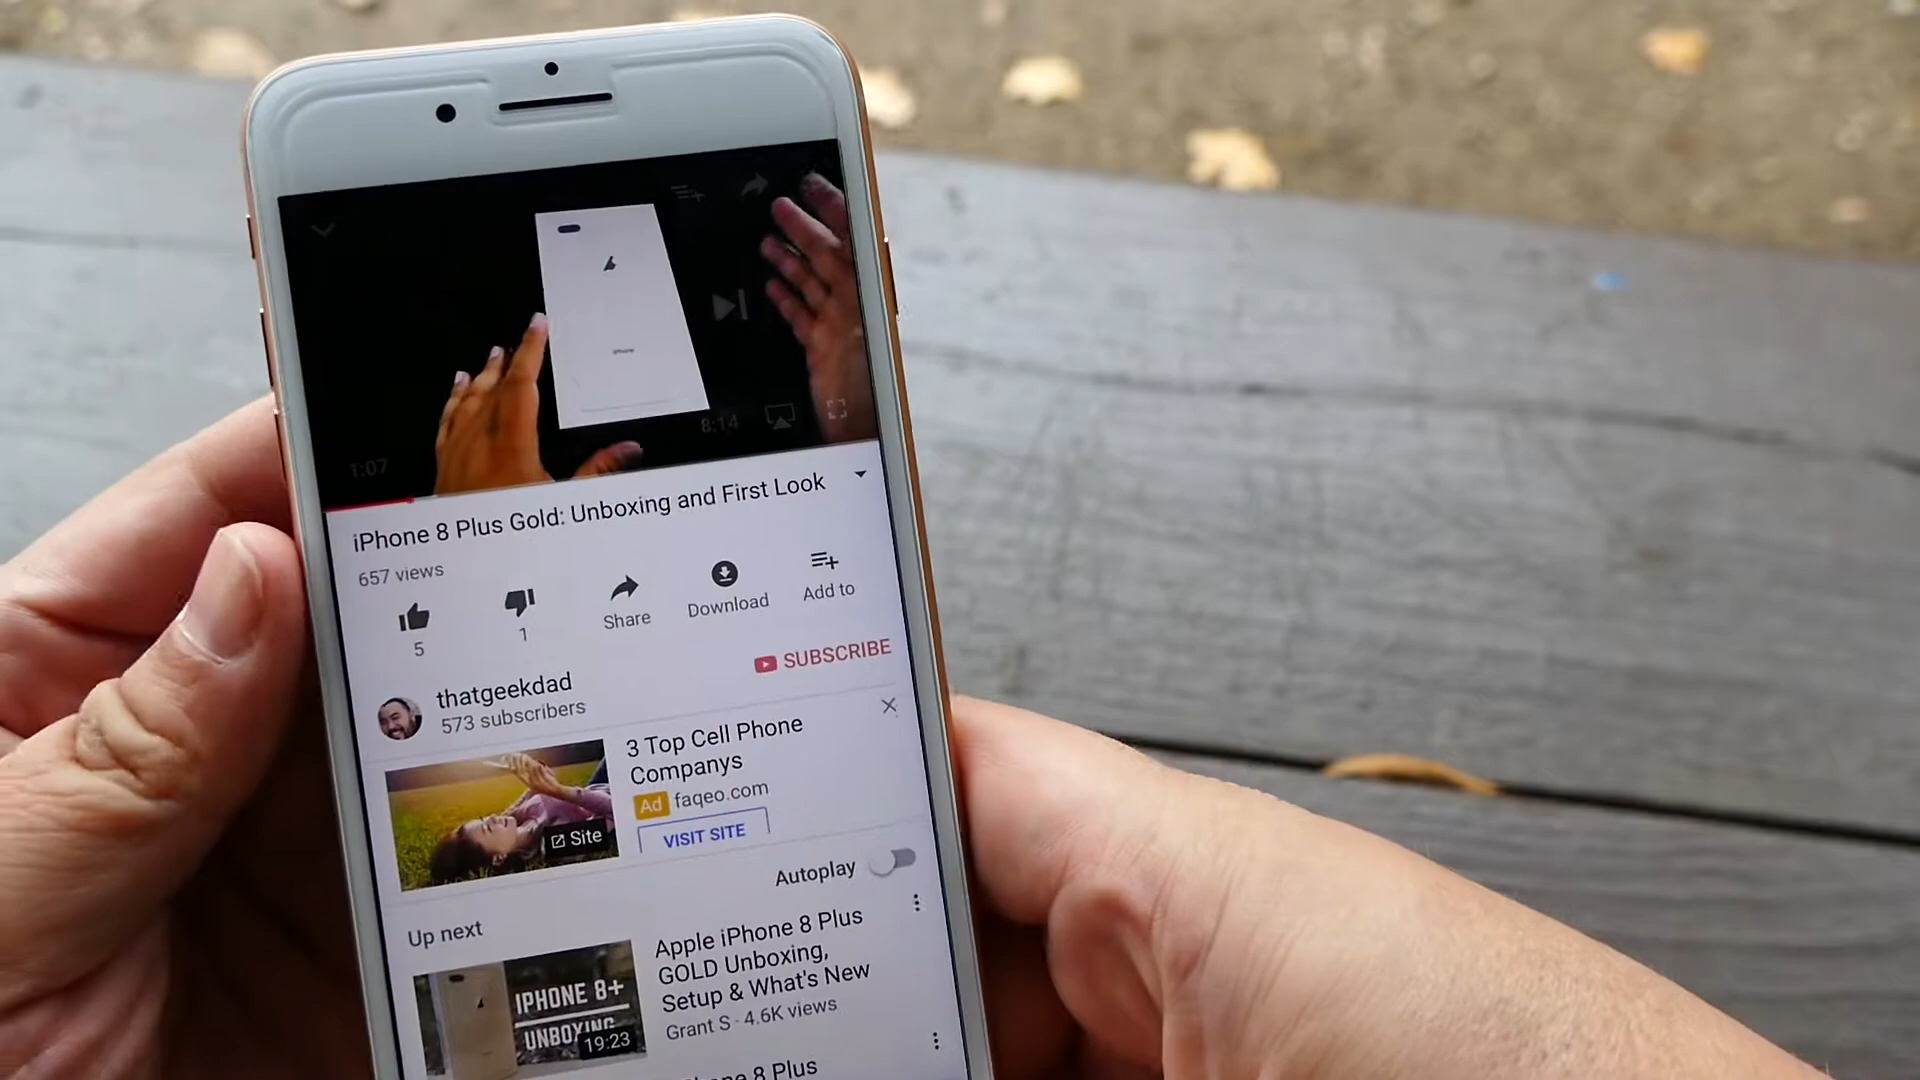 iPhone
8:14
1:07
iPhone 8 Plus Gold: Unboxing and First Look
657 views
5
1
Share
Download
Add to
SUBSCRIBE
thatgeekdad
573 subscribers
3 Top Cell Phone
Companys
Ad faqeo.com
VISIT SITE
Site
Autoplay
Up next
Apple iPhone 8 Plus
GOLD Unboxing,
Setup & What's New
Grant S · 4.6K views
IPHONE 8+
UNBOXING
19:23
8 Plus